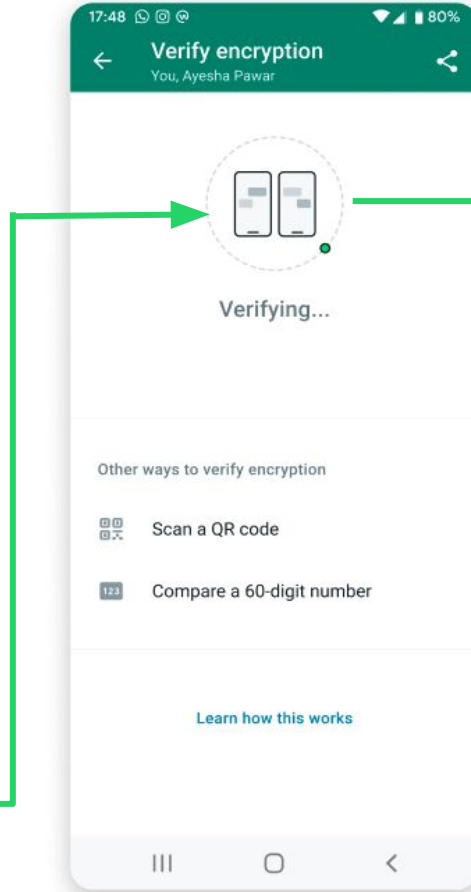 17:48 80%
Verify encryption
You, Ayesha Pawar
Verifying...
Other ways to verify encryption
Scan a QR code
123 Compare a 60-digit number
Learn how this works